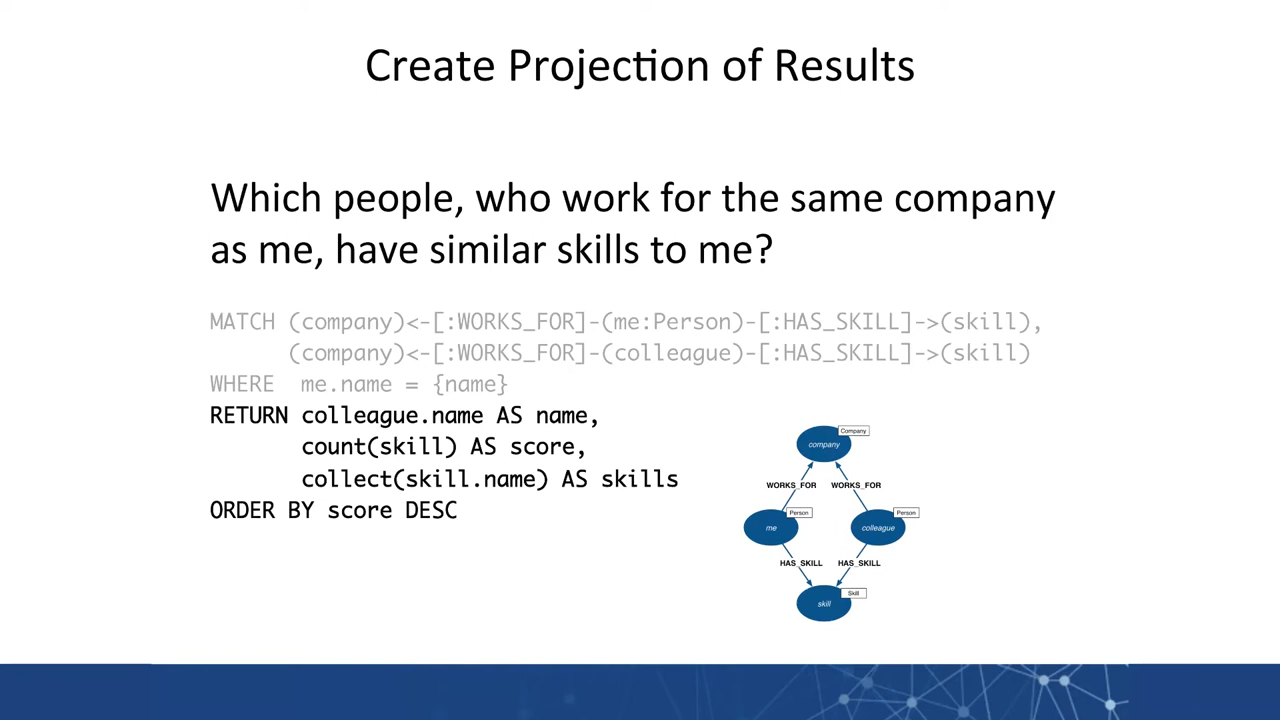 Create Projection of Results
Which people, who work for the same company
as me, have similar skills to me?
MATCH (company)<-[:WORKS_FOR]-(me:Person)-[:HAS_SKILL]->(skill),
(company)<-[:WORKS_FOR]-(colleague)-[:HAS_SKILL]->(skill)
WHERE me.name = {name}
RETURN colleague.name AS name,
count(skill) AS score,
collect(skill.name) AS skills
ORDER BY score DESC
Company
company
WORKS_FOR WORKS_FOR
Person Person
me colleague
HAS_SKILL HAS_SKILL
Skill
skill